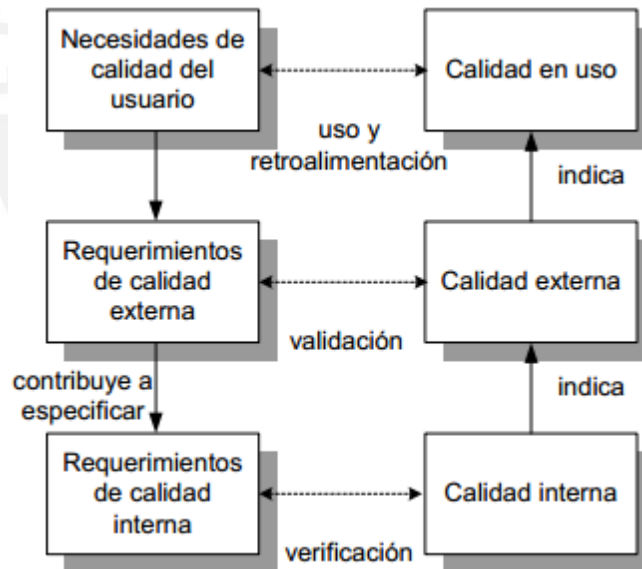 Necesidades de
calidad del
usuario
Calidad en uso
uso y
retroalimentación
indica
Requerimientos
de calidad
externa
Calidad externa
validación
contribuye a
especificar
indica
Requerimientos
de calidad
interna
Calidad interna
verificación